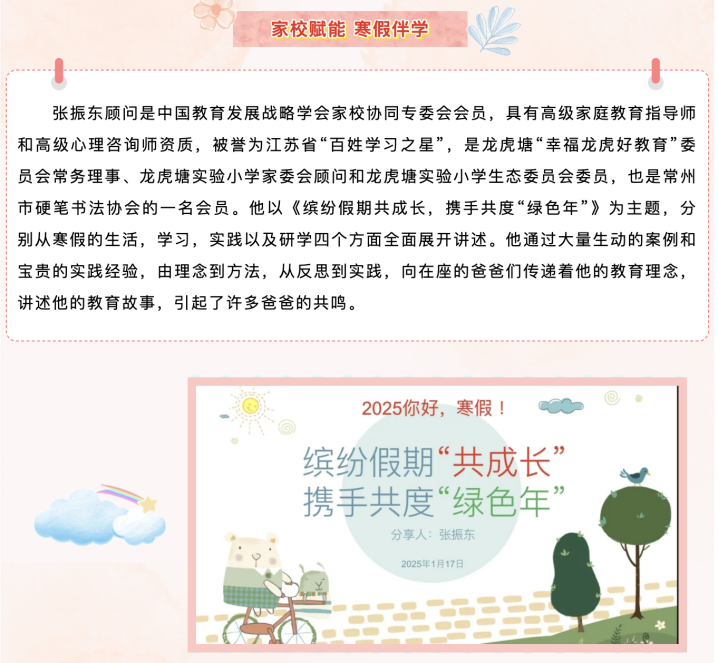 家校赋能 寒假伴学
张振东顾问是中国教育发展战略学会家校协同专委会会员，具有高级家庭教育指导师
和高级心理咨询师资质，被誉为江苏省“百姓学习之星”，是龙虎塘“幸福龙虎好教育”委
员会常务理事、龙虎塘实验小学家委会顾问和龙虎塘实验小学生态委员会委员，也是常州
市硬笔书法协会的一名会员。他以《缤纷假期共成长，携手共度“绿色年”》为主题，分
别从寒假的生活，学习，实践以及研学四个方面全面展开讲述。他通过大量生动的案例和
宝贵的实践经验，由理念到方法，从反思到实践，向在座的爸爸们传递着他的教育理念，
讲述他的教育故事，引起了许多爸爸的共鸣。
2025你好，寒假！
缤纷假期“共成长”
携手共度“绿色年”
分享人：张振东
2025年1月17日